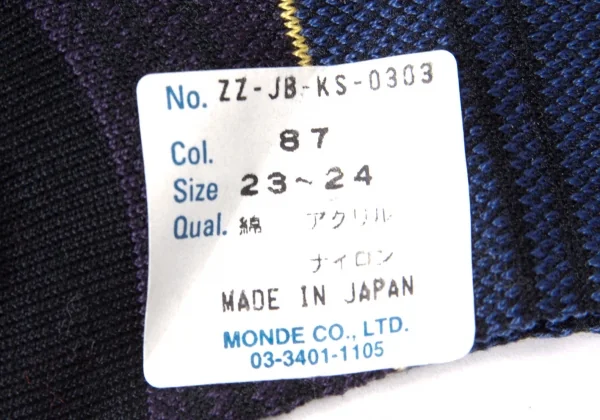 No. ZZ-JB-KS-0303
Col. 87
Size 23~24
Qual. 綿 アクリル
ナイロン
MADE IN JAPAN
MONDE CO., LTD.
03-3401-1105